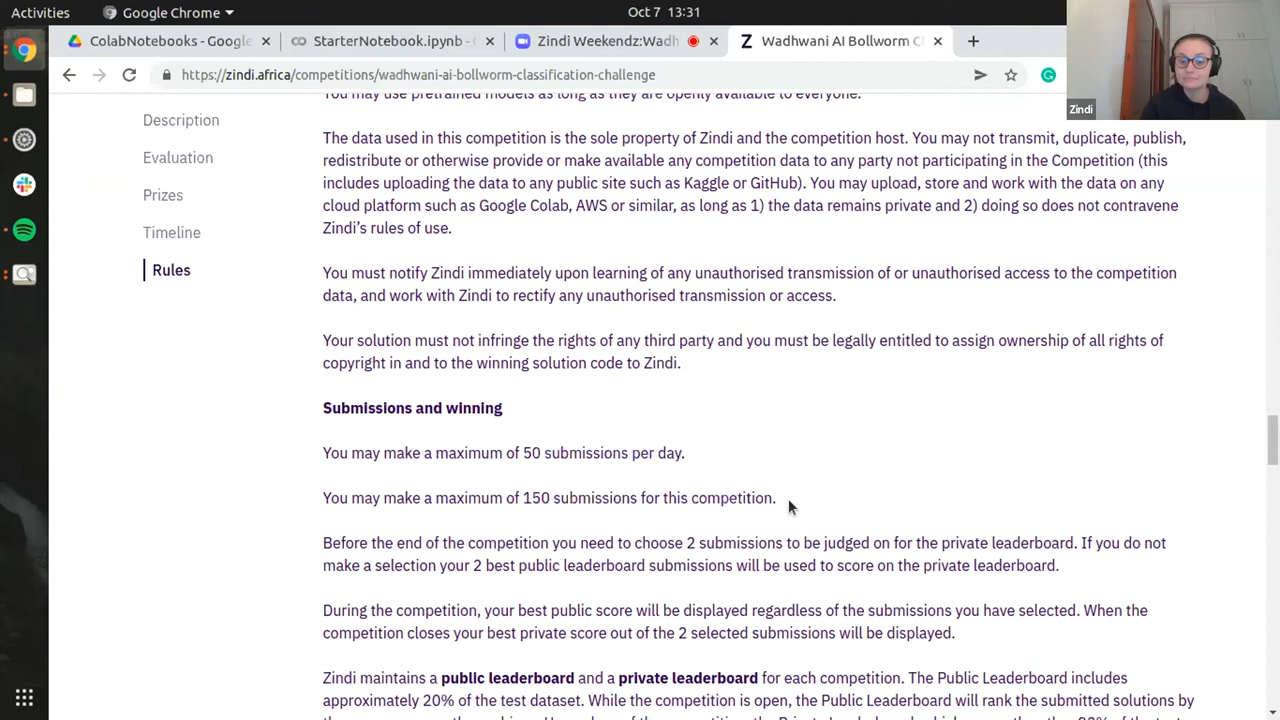 Activities
Google Chrome
Oct 7 13:31
ColabNotebooks - Google
StarterNotebook.ipynb -
Zindi Weekendz:Wadh
Wadhwani AI Bollworm C
https://zindi.africa/competitions/wadhwani-ai-bollworm-classification-challenge
Zindi
Description
Evaluation
Prizes
Timeline
Rules
You may use pretrained models as long as they are openly available to everyone.
The data used in this competition is the sole property of Zindi and the competition host. You may not transmit, duplicate, publish,
redistribute or otherwise provide or make available any competition data to any party not participating in the Competition (this
includes uploading the data to any public site such as Kaggle or GitHub). You may upload, store and work with the data on any
cloud platform such as Google Colab, AWS or similar, as long as 1) the data remains private and 2) doing so does not contravene
Zindi’s rules of use.
You must notify Zindi immediately upon learning of any unauthorised transmission of or unauthorised access to the competition
data, and work with Zindi to rectify any unauthorised transmission or access.
Your solution must not infringe the rights of any third party and you must be legally entitled to assign ownership of all rights of
copyright in and to the winning solution code to Zindi.
Submissions and winning
You may make a maximum of 50 submissions per day.
You may make a maximum of 150 submissions for this competition.
Before the end of the competition you need to choose 2 submissions to be judged on for the private leaderboard. If you do not
make a selection your 2 best public leaderboard submissions will be used to score on the private leaderboard.
During the competition, your best public score will be displayed regardless of the submissions you have selected. When the
competition closes your best private score out of the 2 selected submissions will be displayed.
Zindi maintains a public leaderboard and a private leaderboard for each competition. The Public Leaderboard includes
approximately 20% of the test dataset. While the competition is open, the Public Leaderboard will rank the submitted solutions by